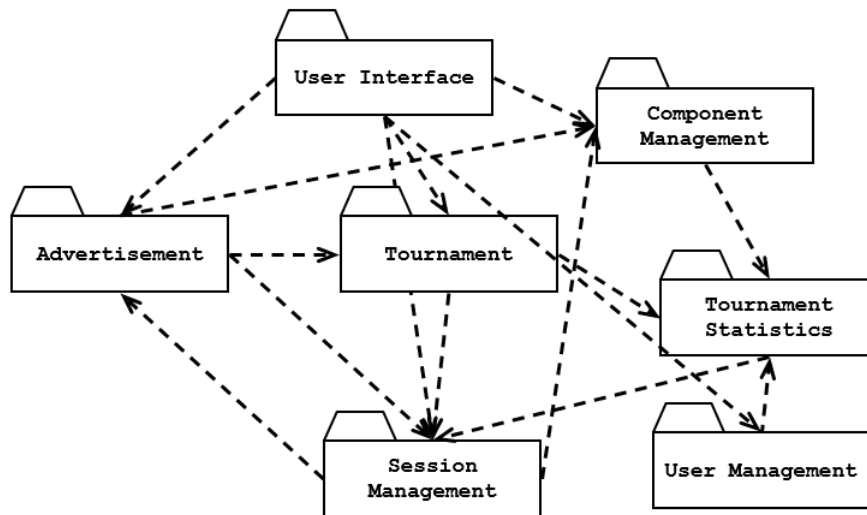 User Interface
Component
Management
Advertisement
Tournament
Tournament
Statistics
Session
Management
User Management